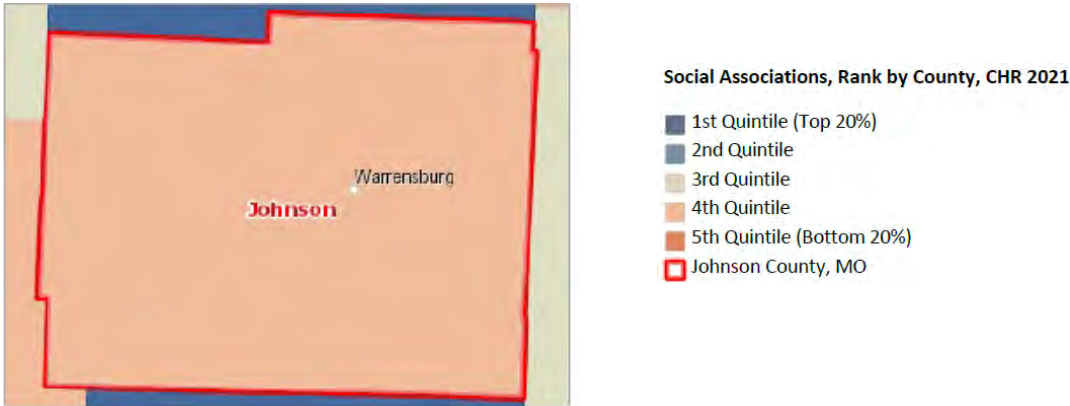 Warrensburg
Johnson
Social Associations, Rank by County, CHR 2021
1st Quintile (Top 20%)
2nd Quintile
3rd Quintile
4th Quintile
5th Quintile (Bottom 20%)
Johnson County, MO